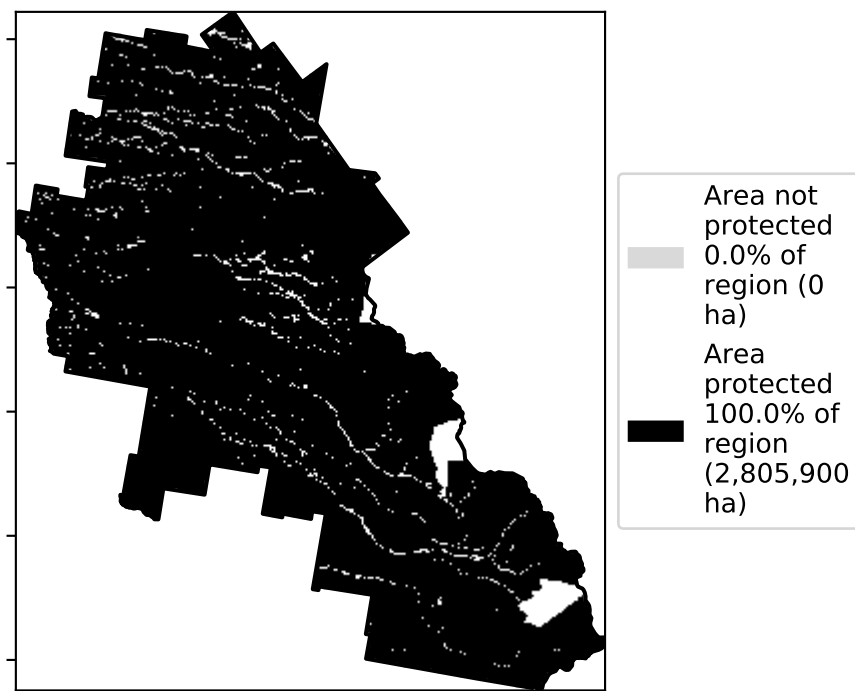 Area not
protected
0.0% of
region (0
ha)
Area
protected
100.0% of
region
(2,805,900
ha)